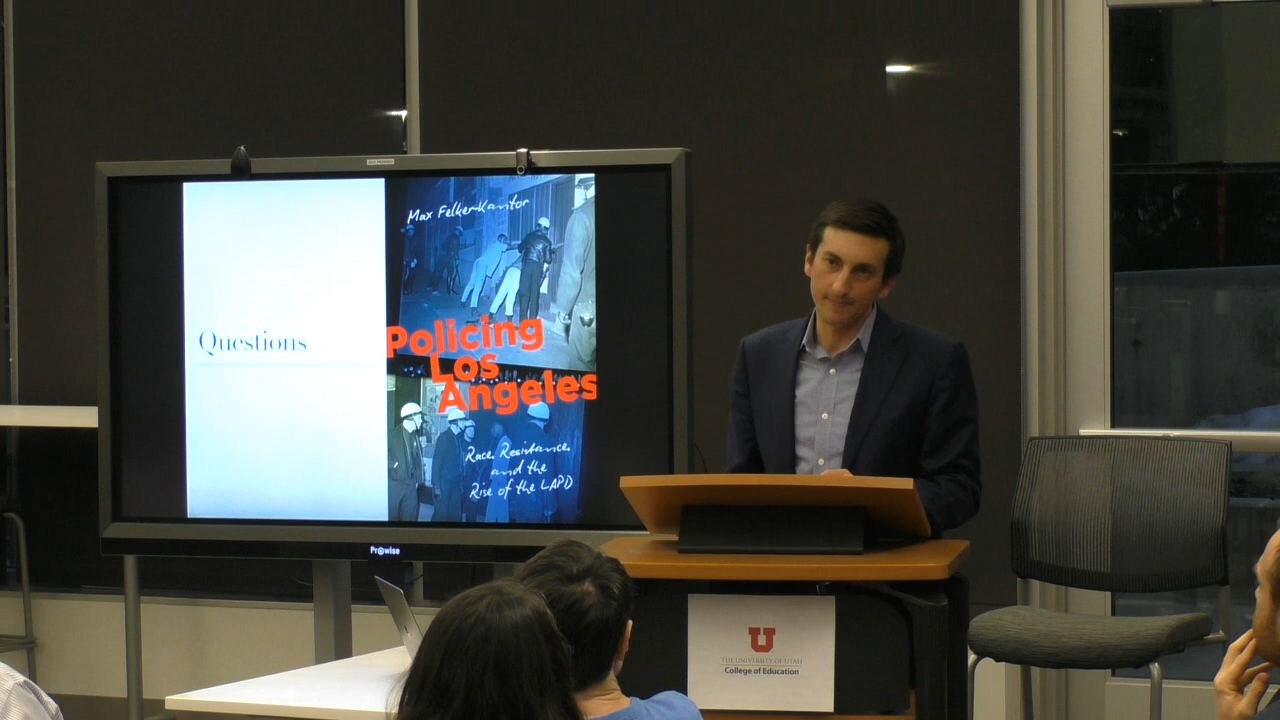 Questions
Max Felker-Kantor
Policing
Los
Angeles
Race, Resistance,
and the
Rise of the LAPD
Prowise
U
THE UNIVERSITY OF UTAH
College of Education